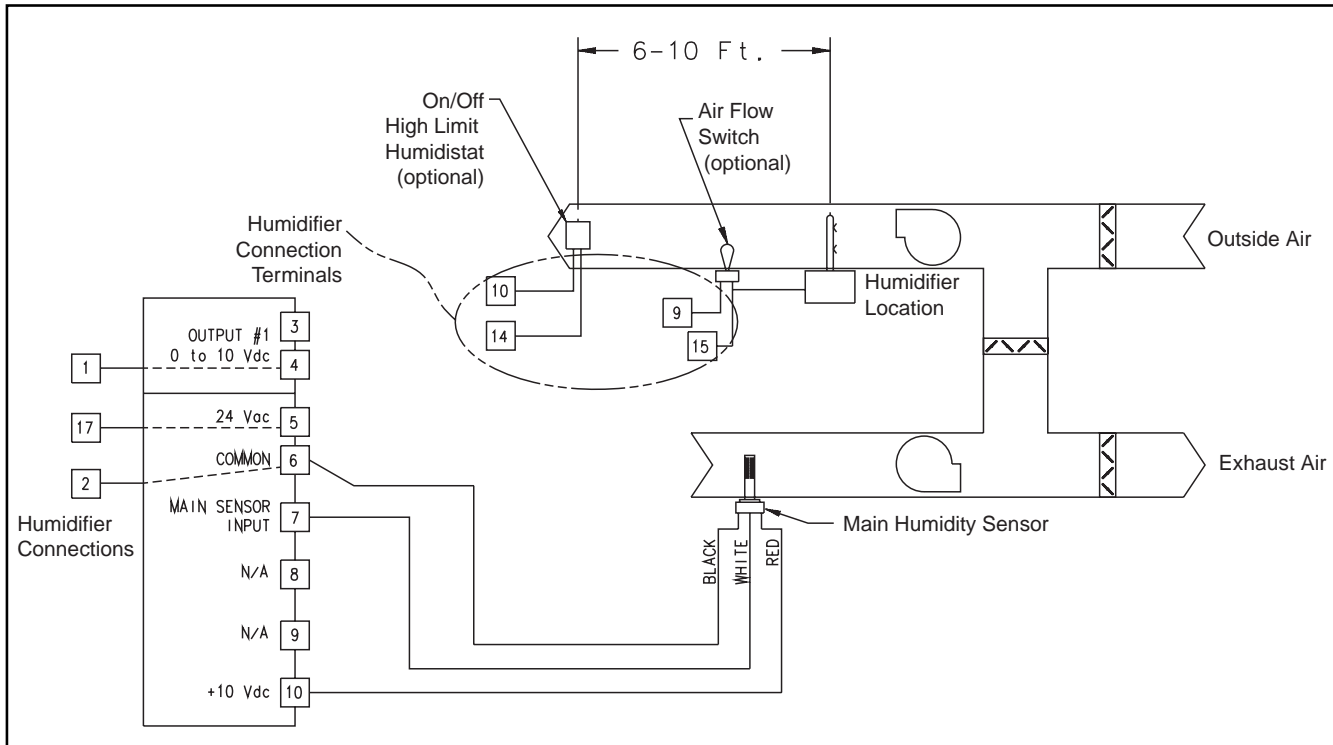 6-10 Ft.
On/Off
High Limit
Humidistat
(optional)
Air Flow
Switch
(optional)
Humidifier
Connection
Terminals
Outside Air
10
14
9
15
Humidifier
Location
3
OUTPUT #1
0 to 10 Vdc
4
1
24 Vac
5
17
COMMON
6
2
MAIN SENSOR
INPUT
7
Humidifier
Connections
N/A
8
N/A
9
+10 Vdc
10
Exhaust Air
Main Humidity Sensor
BLACK
WHITE
RED